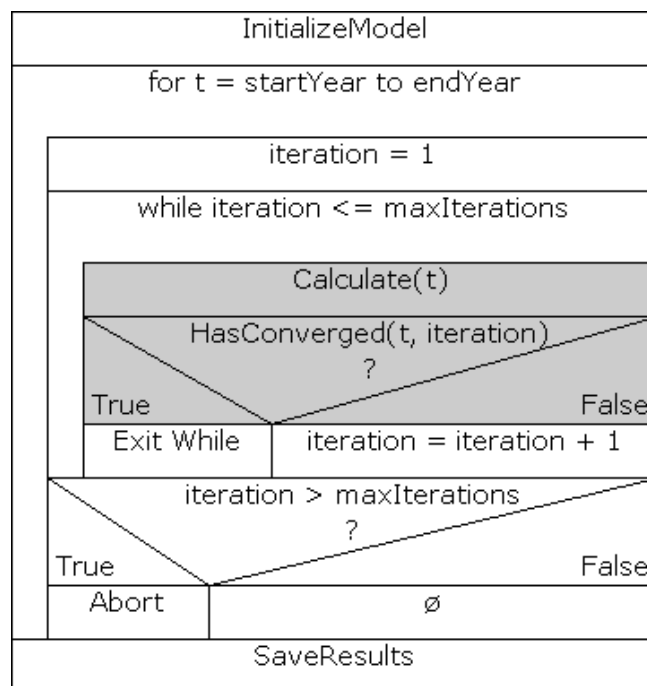 InitializeModel
for t = startYear to endYear
iteration = 1
while iteration <= maxIterations
Calculate(t)
HasConverged(t, iteration)
?
True
False
Exit While
iteration = iteration + 1
iteration > maxIterations
?
True
False
Abort
ø
SaveResults